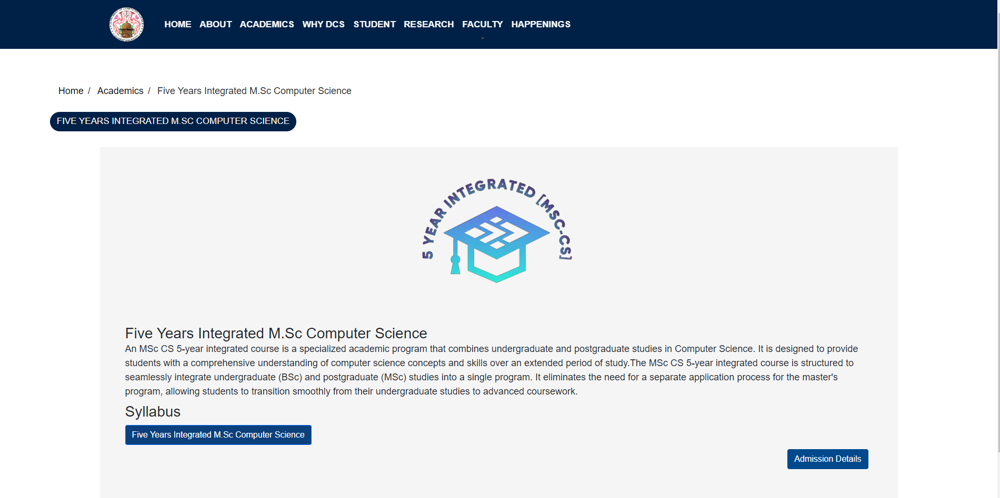 HOME ABOUT ACADEMICS WHY DCS STUDENT RESEARCH FACULTY HAPPENINGS
Home / Academics / Five Years Integrated M.Sc Computer Science
FIVE YEARS INTEGRATED M.SC COMPUTER SCIENCE
5 YEAR INTEGRATED [MSC-CS]
Five Years Integrated M.Sc Computer Science
An MSc CS 5-year integrated course is a specialized academic program that combines undergraduate and postgraduate studies in Computer Science. It is designed to provide
students with a comprehensive understanding of computer science concepts and skills over an extended period of study.The MSc CS 5-year integrated course is structured to
seamlessly integrate undergraduate (BSc) and postgraduate (MSc) studies into a single program. It eliminates the need for a separate application process for the master's
program, allowing students to transition smoothly from their undergraduate studies to advanced coursework.
Syllabus
Five Years Integrated M.Sc Computer Science
Admission Details